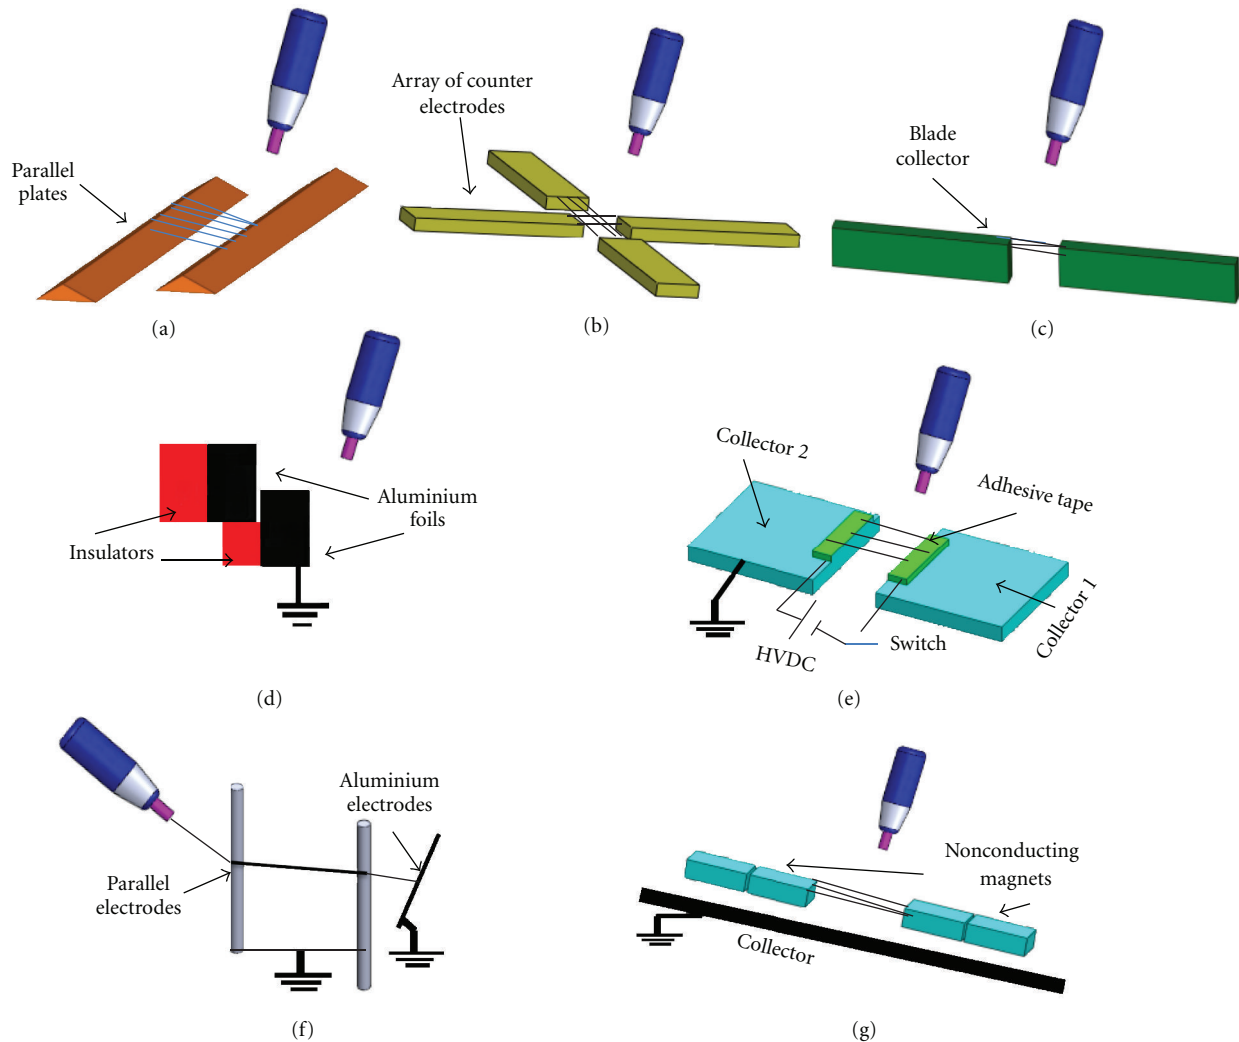 Parallel
plates
(a)
Array of counter
electrodes
(b)
Blade
collector
(c)
Aluminium
foils
Insulators
(d)
Collector 2
Adhesive tape
Collector 1
HVDC
Switch
(e)
Aluminium
electrodes
Parallel
electrodes
(f)
Nonconducting
magnets
Collector
(g)